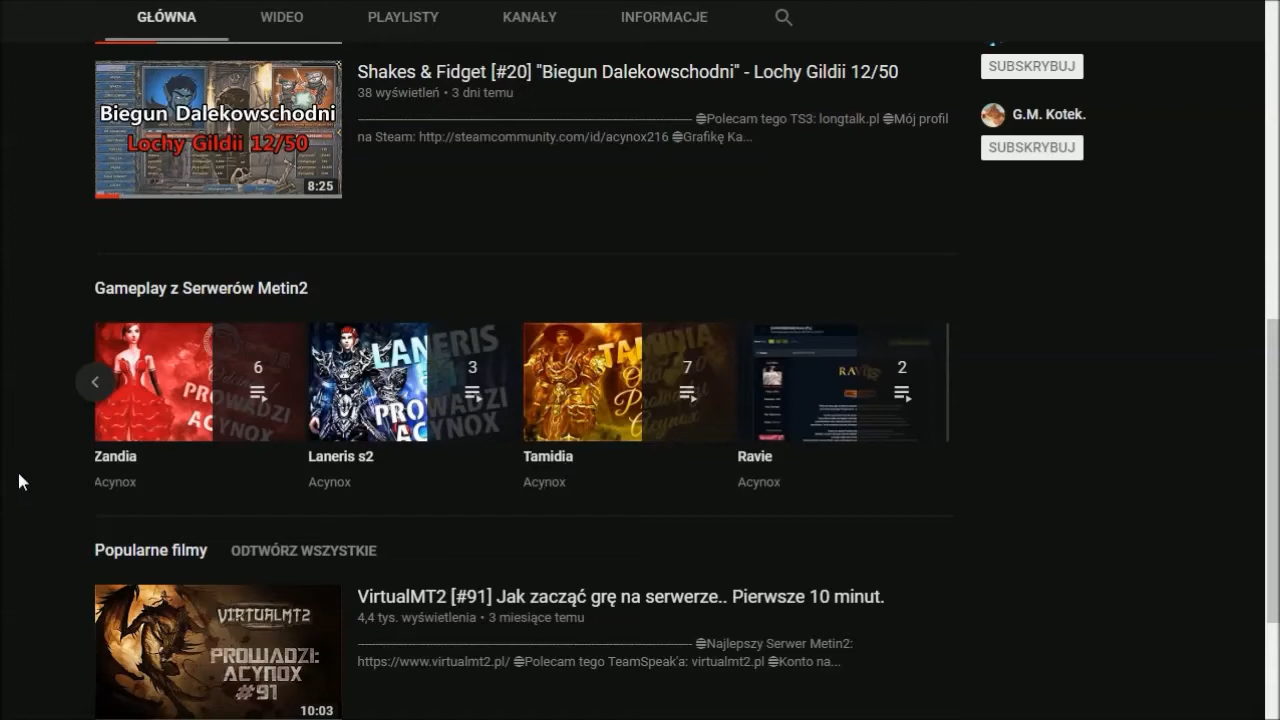 GŁÓWNA
WIDEO
PLAYLISTY
KANAŁY
INFORMACJE
Biegun Dalekowschodni
Lochy Gildii 12/50
8:25
Shakes & Fidget [#20] "Biegun Dalekowschodni" - Lochy Gildii 12/50
38 wyświetleń • 3 dni temu
Polecam tego TS3: longtalk.pl Mój profil
na Steam: http://steamcommunity.com/id/acynox216 Grafikę Ka...
SUBSKRYBUJ
G.M. Kotek.
SUBSKRYBUJ
Gameplay z Serwerów Metin2
6
3
7
2
Zandia
Acynox
Laneris s2
Acynox
Tamidia
Acynox
Ravie
Acynox
Popularne filmy
ODTWÓRZ WSZYSTKIE
VIRTUALMT2
PROWADZI:
ACYNOX
#91
10:03
VirtualMT2 [#91] Jak zacząć grę na serwerze.. Pierwsze 10 minut.
4,4 tys. wyświetlenia • 3 miesiące temu
Najlepszy Serwer Metin2:
https://www.virtualmt2.pl/ Polecam tego TeamSpeak'a: virtualmt2.pl Konto na...